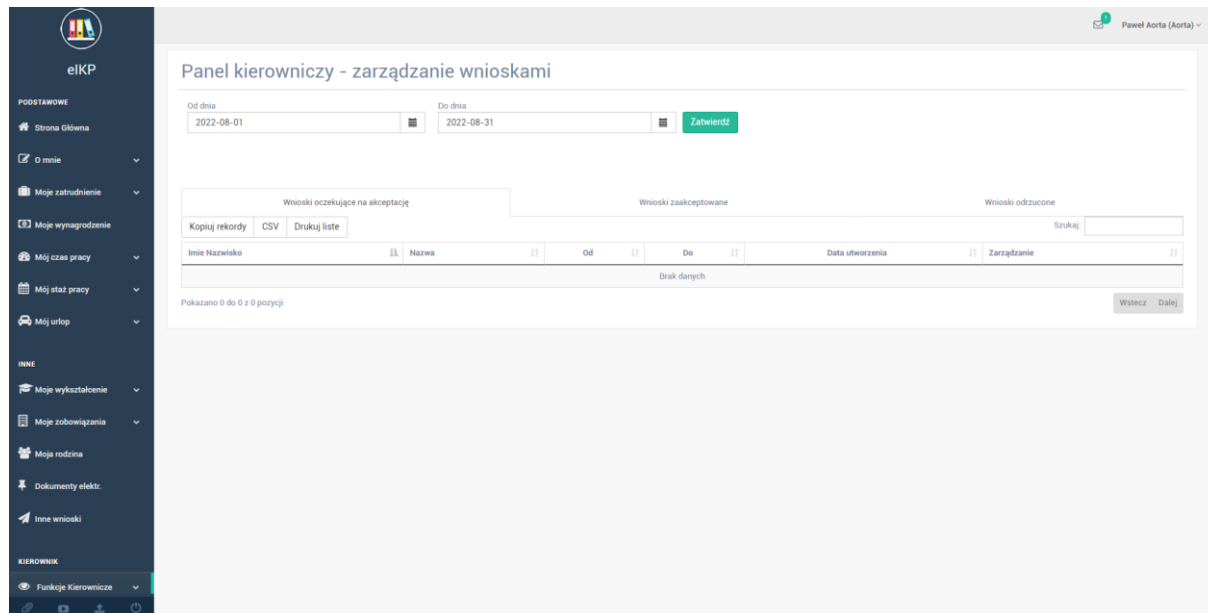 eIKP
PODSTAWOWE
Strona Główna
O mnie
Moje zatrudnienie
Moje wynagrodzenie
Mój czas pracy
Mój staż pracy
Mój urlop
INNE
Moje wykształcenie
Moje zobowiązania
Moja rodzina
Dokumenty elektr.
Inne wnioski
KIEROWNIK
Funkcje Kierownicze
Paweł Aorta (Aorta)
Panel kierowniczy - zarządzanie wnioskami
Od dnia Do dnia
2022-08-01 2022-08-31 Zatwierdź
Wnioski oczekujące na akceptację Wnioski zaakceptowane Wnioski odrzucone
Kopiuj rekordy CSV Drukuj liste Szukaj:
Imie Nazwisko Nazwa Od Do Data utworzenia Zarządzanie
Brak danych
Pokazano 0 do 0 z 0 pozycji Wstecz Dalej